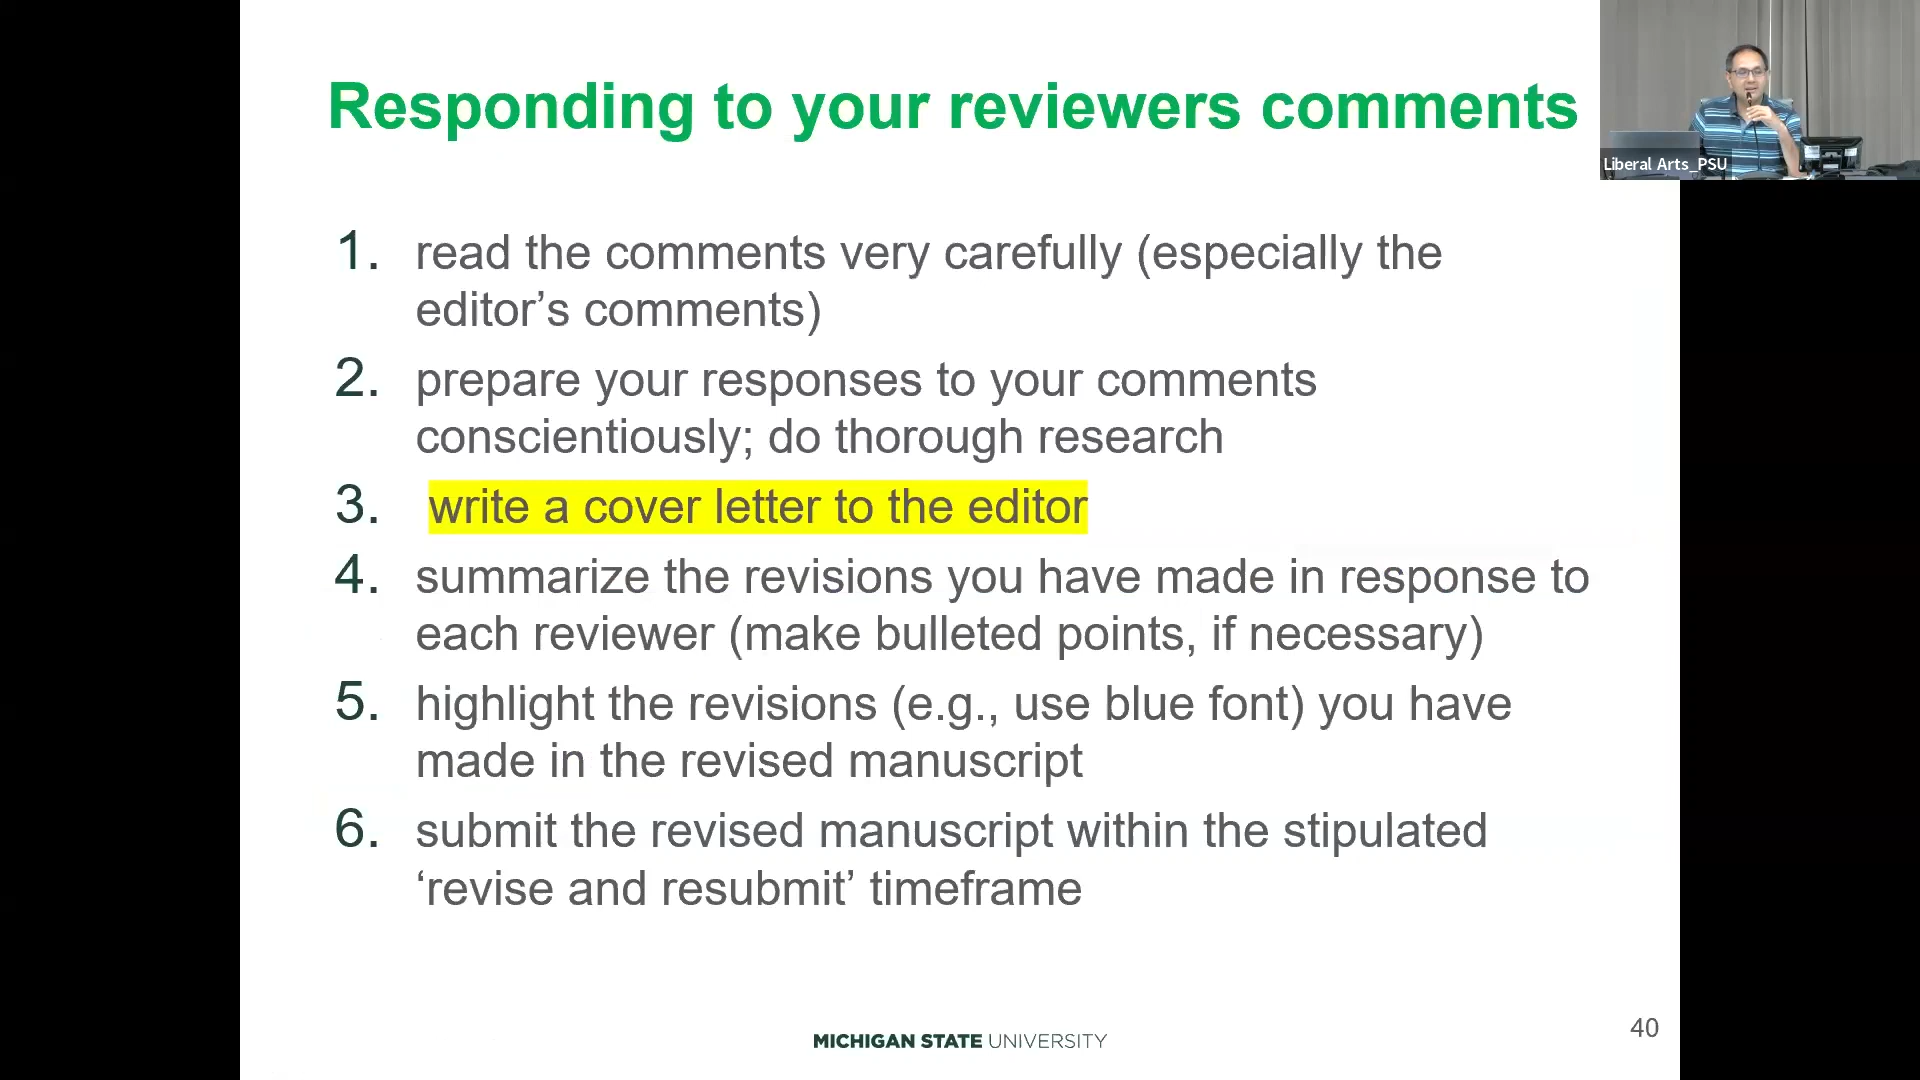 Responding to your reviewers comments
Liberal Arts_PSU
1. read the comments very carefully (especially the
editor’s comments)
2. prepare your responses to your comments
conscientiously; do thorough research
3. write a cover letter to the editor
4. summarize the revisions you have made in response to
each reviewer (make bulleted points, if necessary)
5. highlight the revisions (e.g., use blue font) you have
made in the revised manuscript
6. submit the revised manuscript within the stipulated
‘revise and resubmit’ timeframe
MICHIGAN STATE UNIVERSITY
40